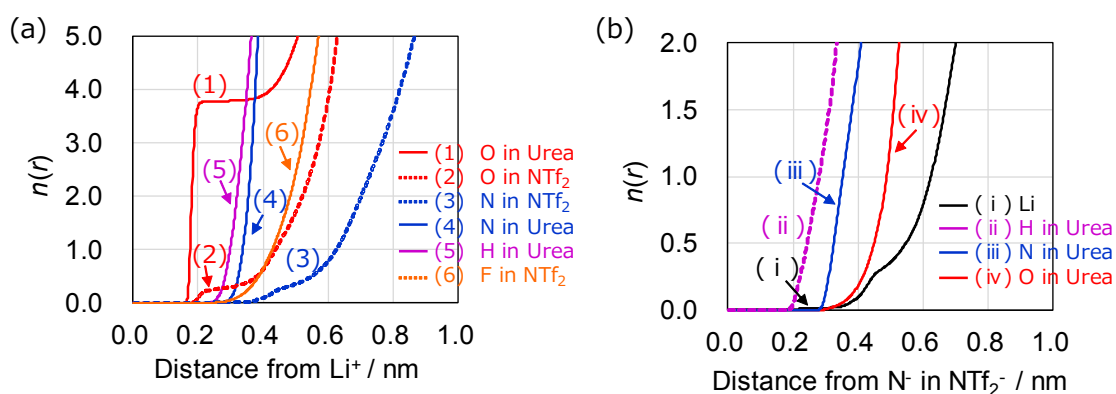 (a)
5.0
4.0
3.0
2.0
1.0
0.0
n(r)
(1)
(2)
(3)
(4)
(5)
(6)
(1) O in Urea
(2) O in NTf₂
(3) N in NTf₂
(4) N in Urea
(5) H in Urea
(6) F in NTf₂
0.0 0.2 0.4 0.6 0.8 1.0
Distance from Li⁺ / nm
(b)
2.0
1.5
1.0
0.5
0.0
n(r)
(iv)
(iii)
(ii)
(i)
(i) Li
(ii) H in Urea
(iii) N in Urea
(iv) O in Urea
0.0 0.2 0.4 0.6 0.8 1.0
Distance from N⁻ in NTf₂⁻ / nm